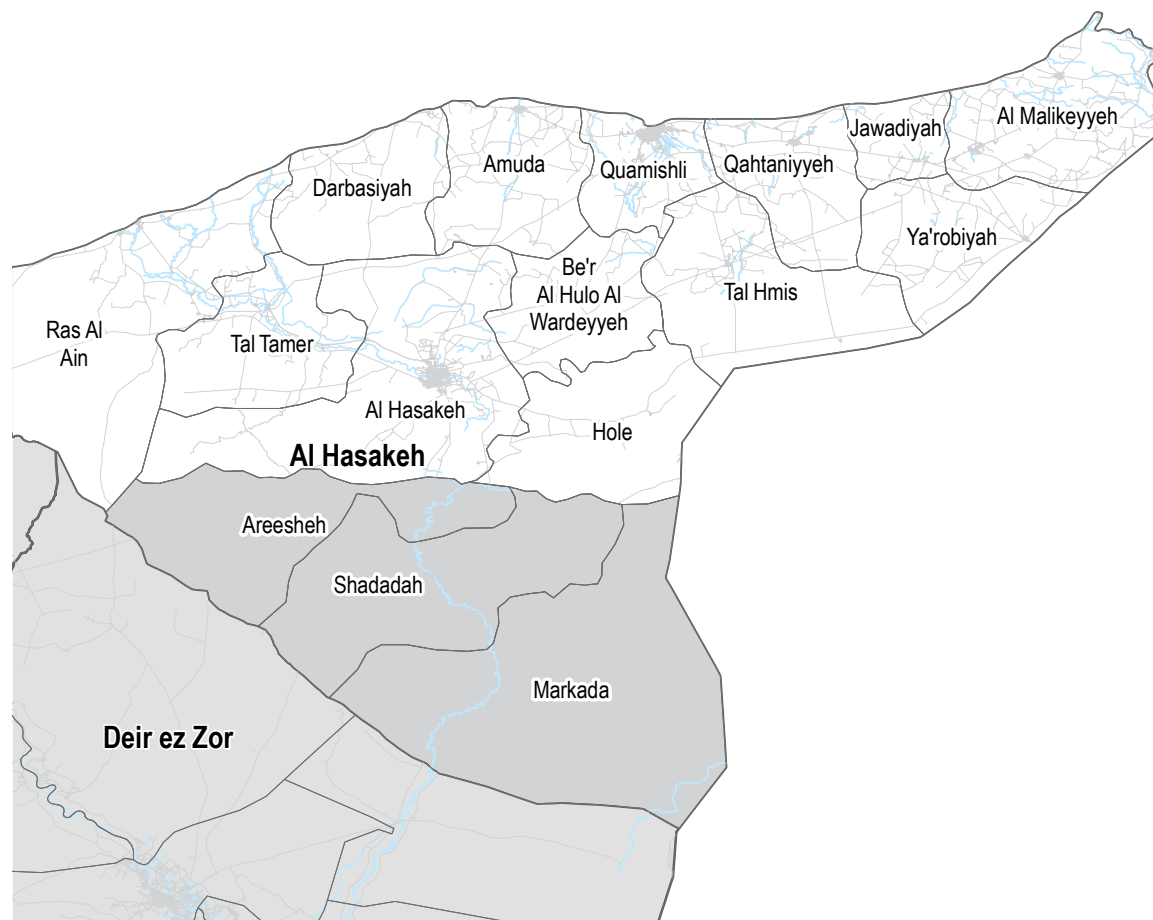 Al Malikeyyeh
Jawadiyah
Amuda
Quamishli
Qahtaniyyeh
Darbasiyah
Ya'robiyah
Be'r
Al Hulo Al
Wardeyyeh
Tal Hmis
Ras Al
Ain
Tal Tamer
Al Hasakeh
Hole
Al Hasakeh
Areesheh
Shadadah
Markada
Deir ez Zor